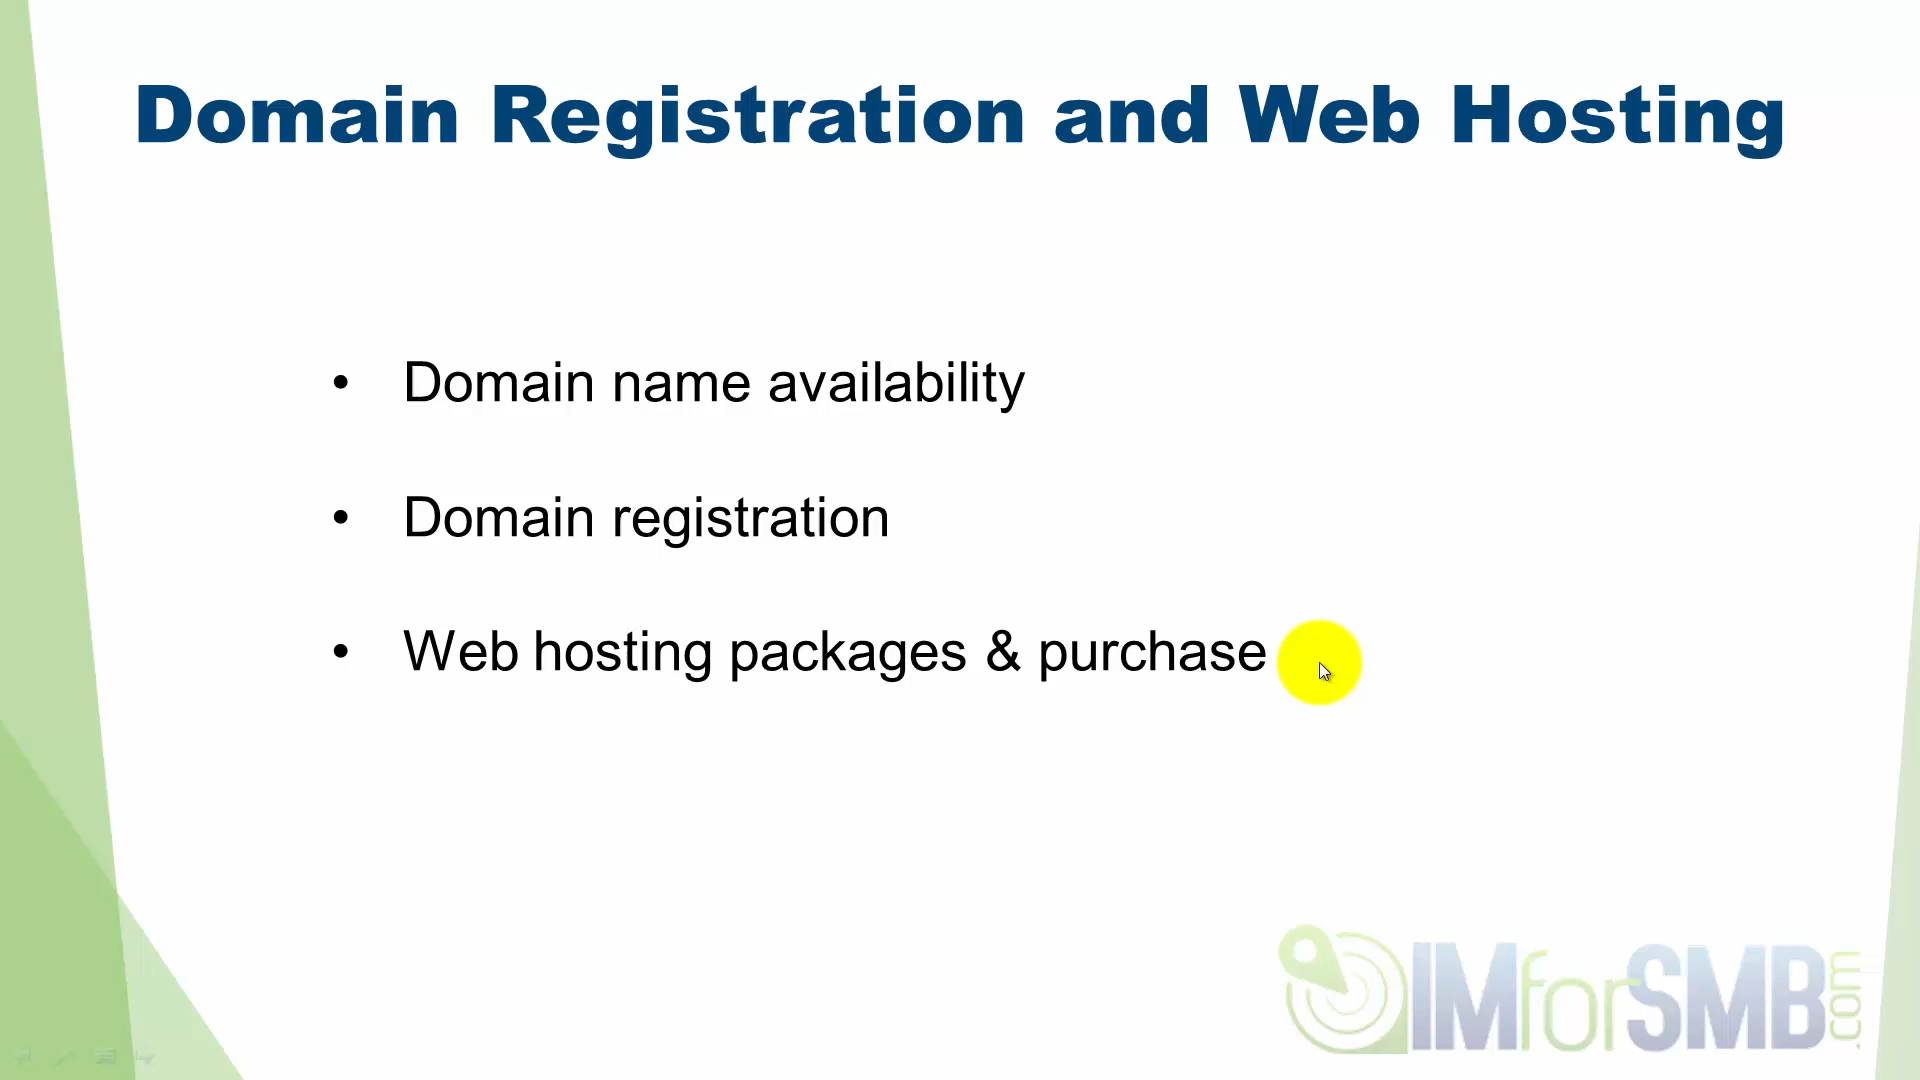 Domain Registration and Web Hosting
• Domain name availability
• Domain registration
• Web hosting packages & purchase
IMforSMB.com